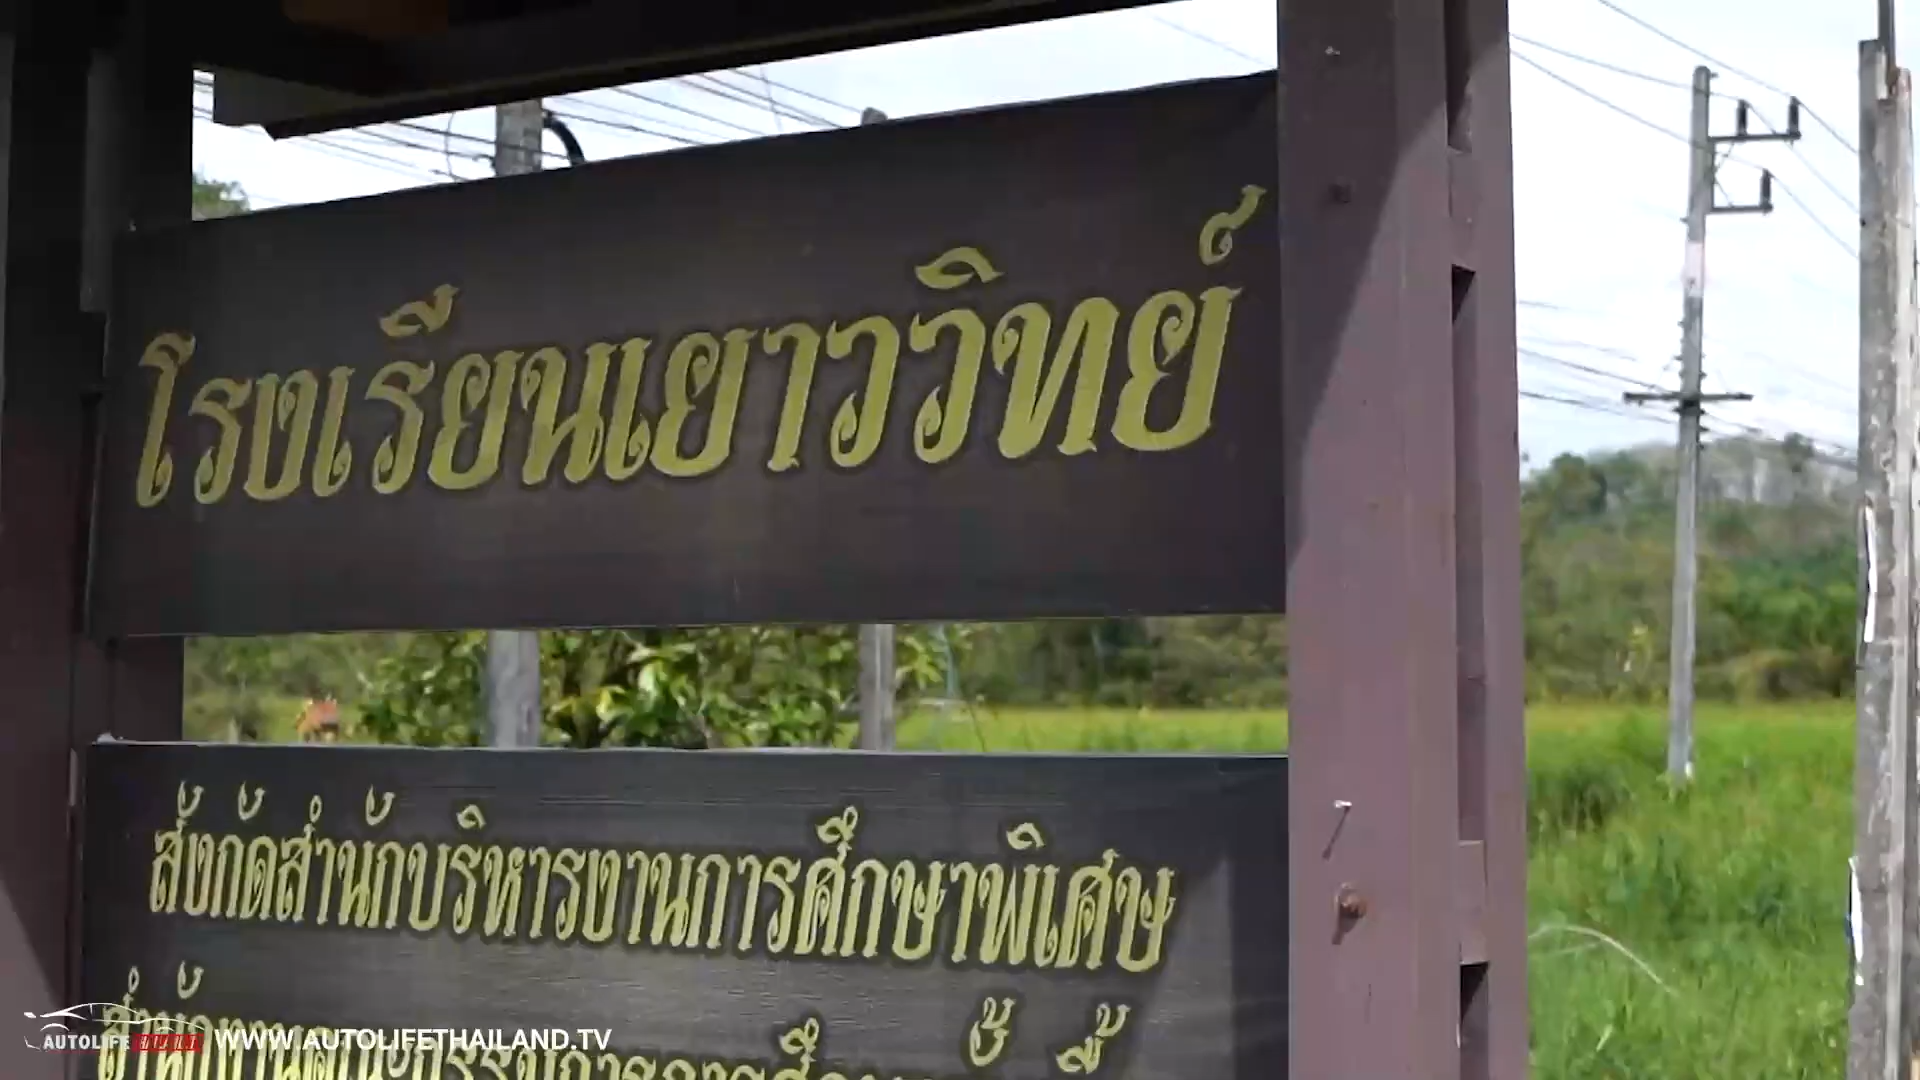 โรงเรียนเยาววิทย์
สังกัดสำนักบริหารงานการศึกษาพิเศษ
AUTOLIFE THAILAND WWW.AUTOLIFETHAILAND.TV